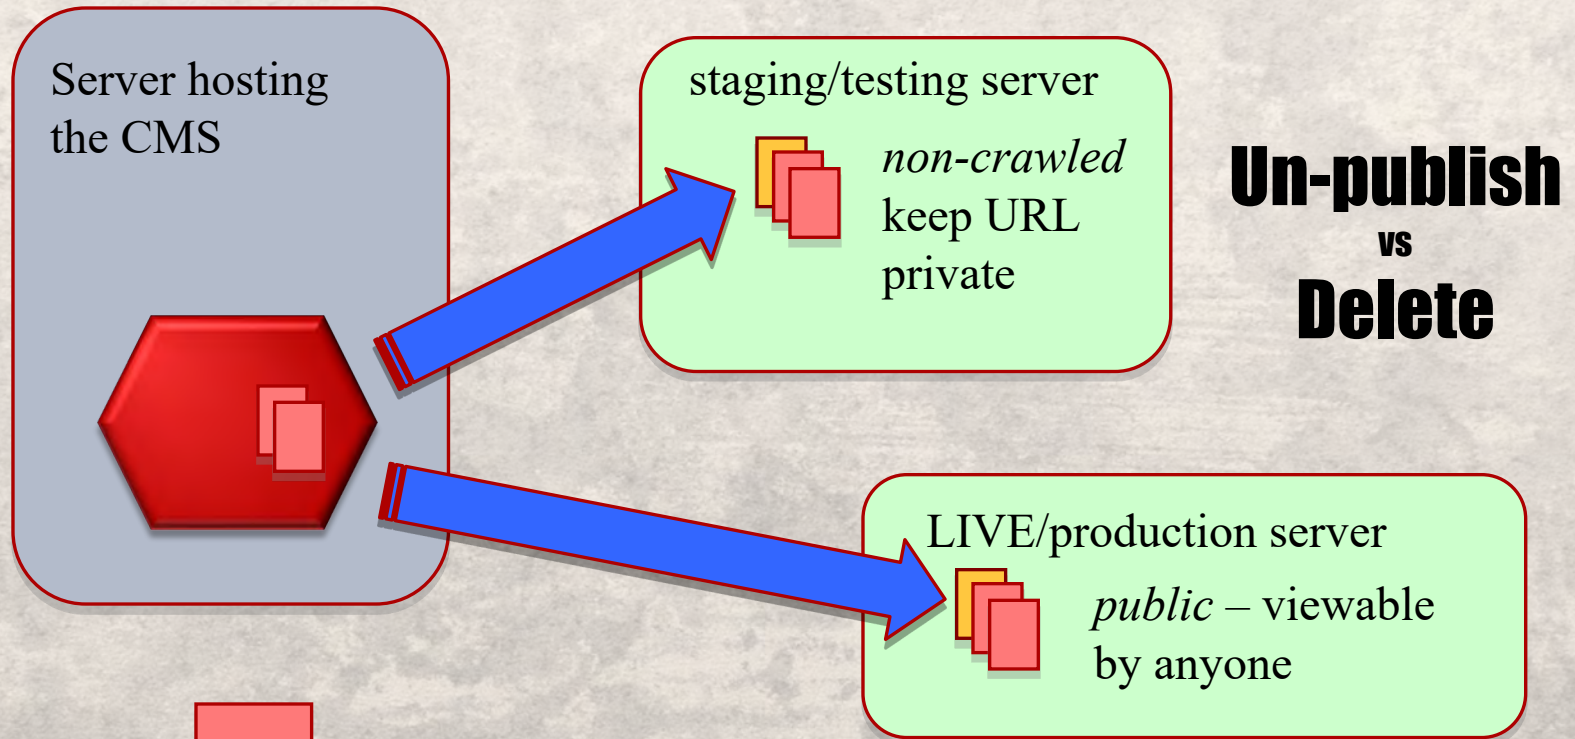 Server hosting
the CMS
staging/testing server
non-crawled
keep URL
private
Un-publish
vs
Delete
LIVE/production server
public – viewable
by anyone